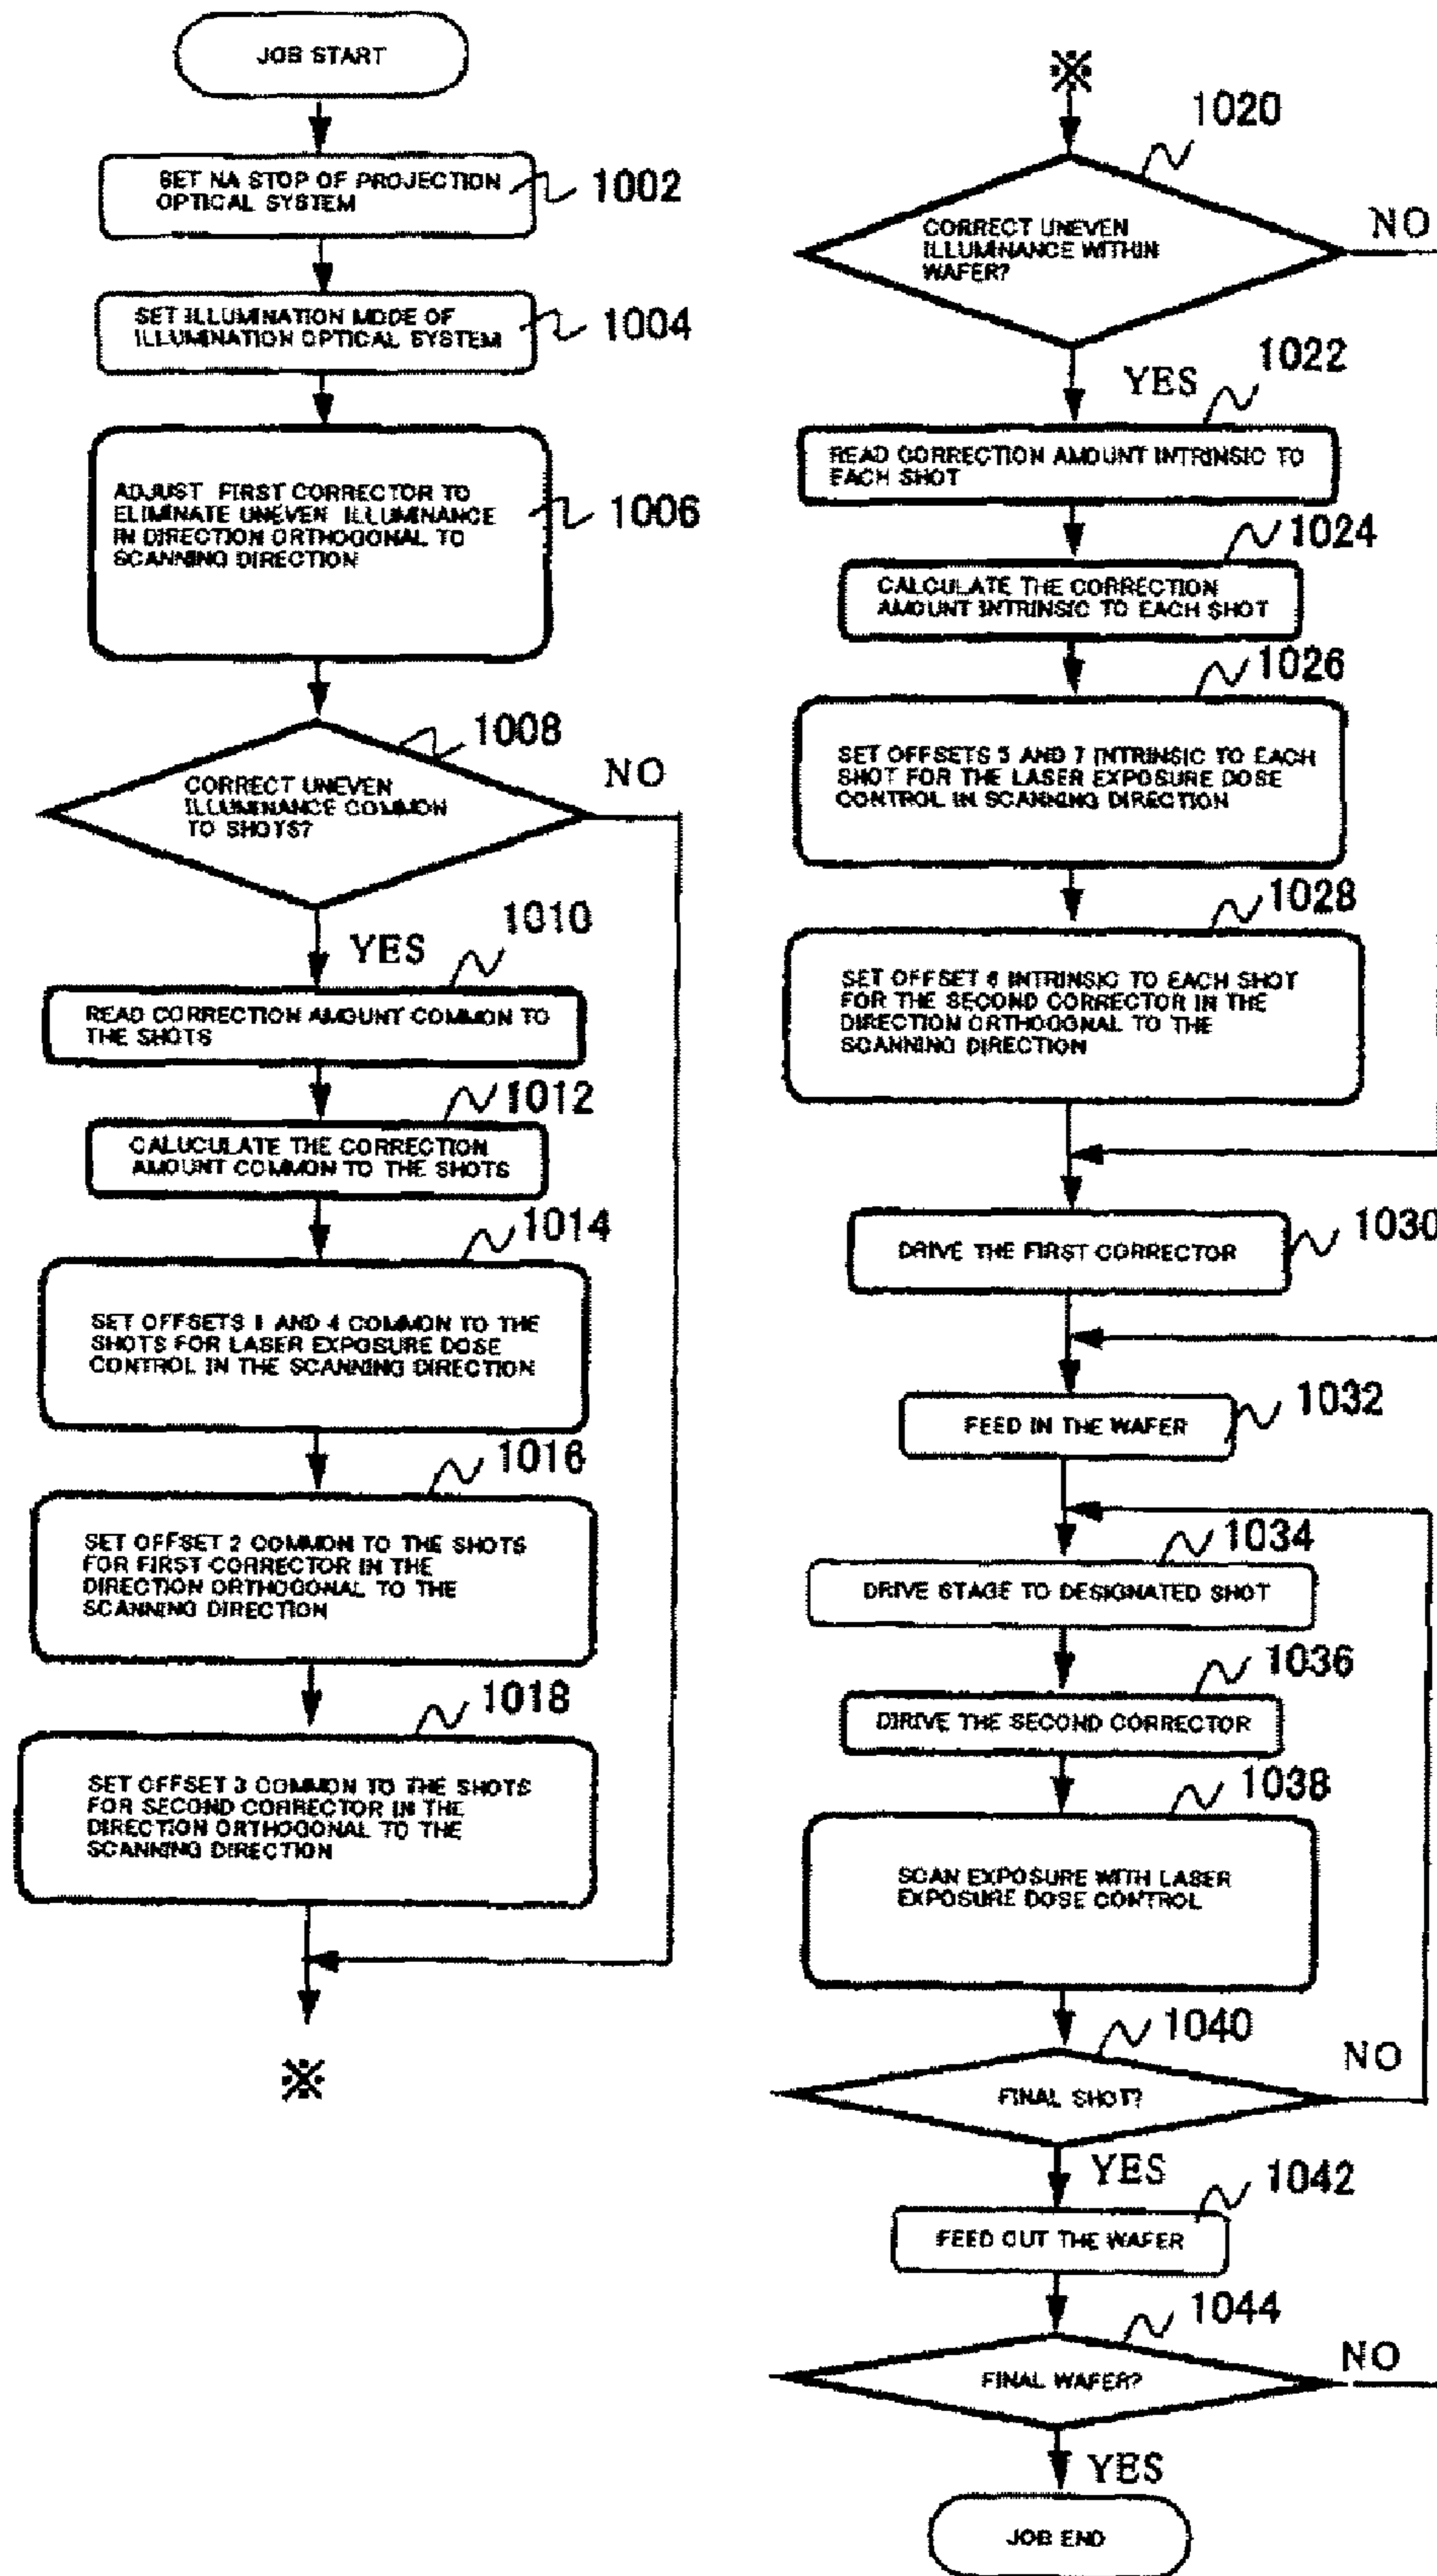 JOB START
SET NA STOP OF PROJECTION
OPTICAL SYSTEM
1002
SET ILLUMINATION MODE OF
ILLUMINATION OPTICAL SYSTEM
1004
ADJUST FIRST CORRECTOR TO
ELIMINATE UNEVEN ILLUMINANCE
IN DIRECTION ORTHOGONAL TO
SCANNING DIRECTION
1006
1008
CORRECT UNEVEN
ILLUMINANCE COMMON
TO SHOTS?
NO
YES
1010
READ CORRECTION AMOUNT COMMON TO
THE SHOTS
1012
CALUCULATE THE CORRECTION
AMOUNT COMMON TO THE SHOTS
1014
SET OFFSETS 1 AND 4 COMMON TO THE
SHOTS FOR LASER EXPOSURE DOSE
CONTROL IN THE SCANNING DIRECTION
1016
SET OFFSET 2 COMMON TO THE SHOTS
FOR FIRST CORRECTOR IN THE
DIRECTION ORTHOGONAL TO THE
SCANNING DIRECTION
1018
SET OFFSET 3 COMMON TO THE SHOTS
FOR SECOND CORRECTOR IN THE
DIRECTION ORTHOGONAL TO THE
SCANNING DIRECTION
※
※
1020
CORRECT UNEVEN
ILLUMINANCE WITHIN
WAFER?
NO
YES
1022
READ CORRECTION AMOUNT INTRINSIC TO
EACH SHOT
1024
CALCULATE THE CORRECTION
AMOUNT INTRINSIC TO EACH SHOT
1026
SET OFFSETS 5 AND 7 INTRINSIC TO EACH
SHOT FOR THE LASER EXPOSURE DOSE
CONTROL IN SCANNING DIRECTION
1028
SET OFFSET 6 INTRINSIC TO EACH SHOT
FOR THE SECOND CORRECTOR IN THE
DIRECTION ORTHOGONAL TO THE
SCANNING DIRECTION
1030
DRIVE THE FIRST CORRECTOR
1032
FEED IN THE WAFER
1034
DRIVE STAGE TO DESIGNATED SHOT
1036
DIRIVE THE SECOND CORRECTOR
1038
SCAN EXPOSURE WITH LASER
EXPOSURE DOSE CONTROL
1040
FINAL SHOT?
NO
YES
1042
FEED OUT THE WAFER
1044
FINAL WAFER?
NO
YES
JOB END